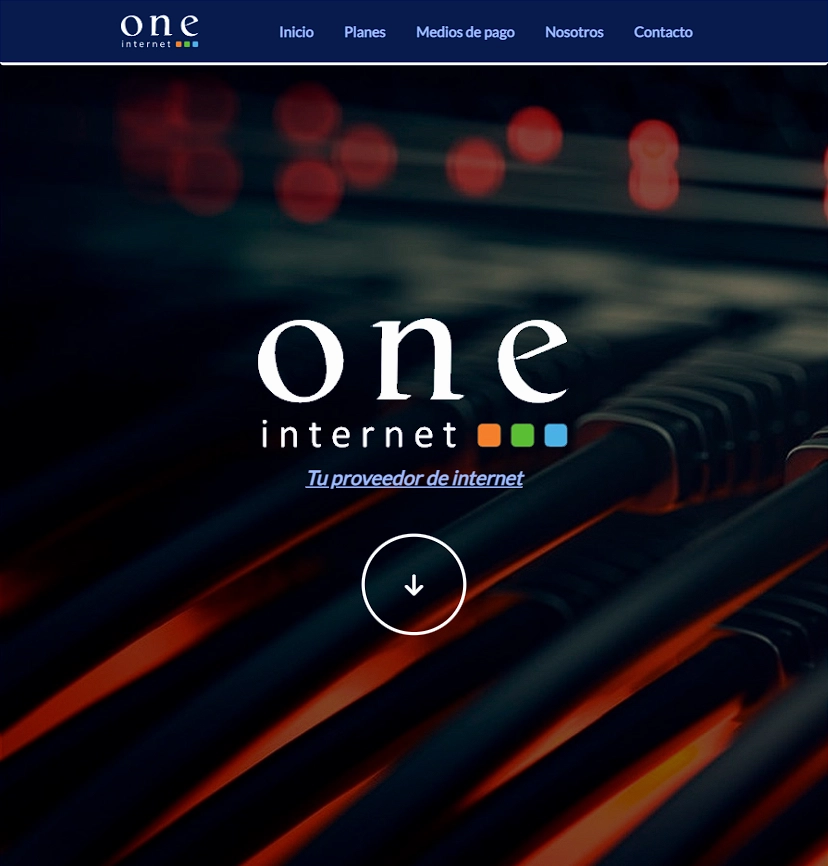 one
internet
Inicio Planes Medios de pago Nosotros Contacto
one
internet
Tu proveedor de internet